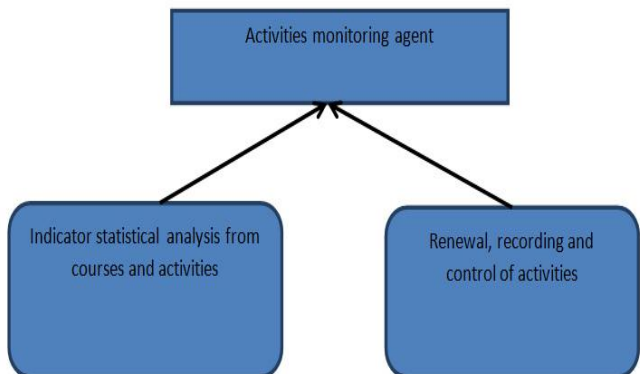 Activities monitoring agent
Indicator statistical analysis from
courses and activities
Renewal, recording and
control of activities